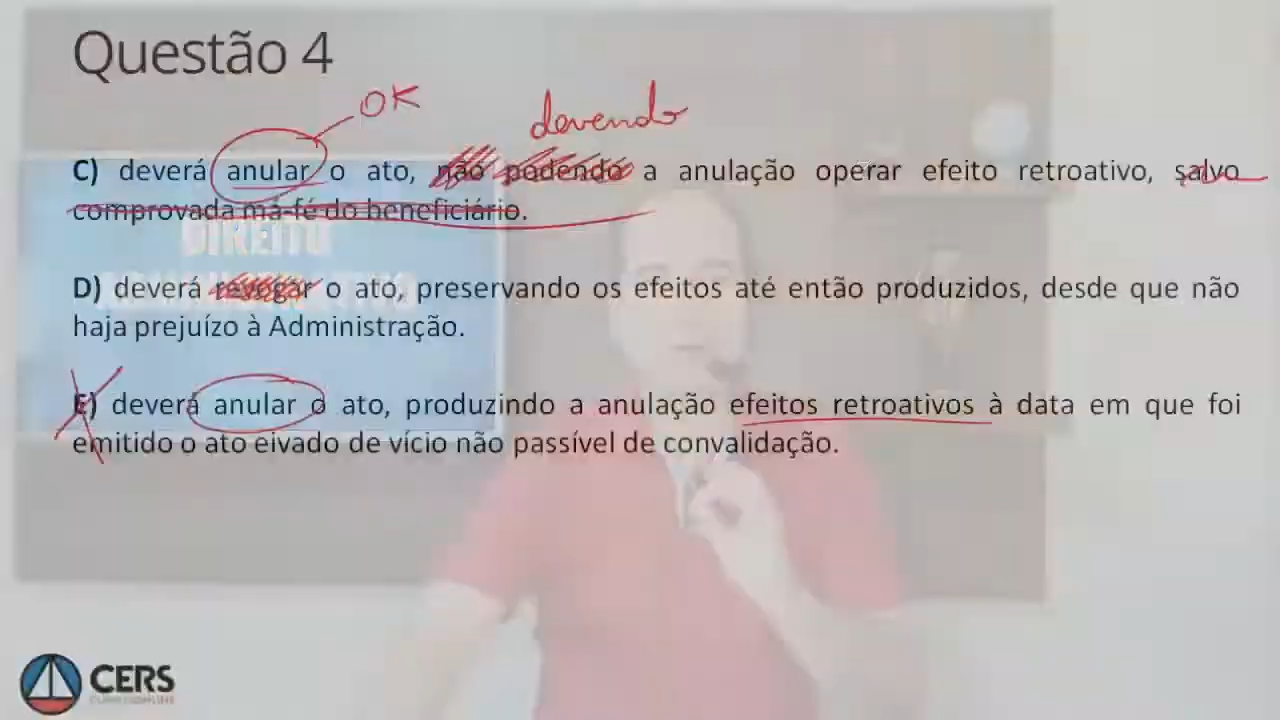 Questão 4
OK
devendo
C) deverá anular o ato, não podendo a anulação operar efeito retroativo, salvo
comprovada má-fé do beneficiário.
DIREITO
D) deverá revogar o ato, preservando os efeitos até então produzidos, desde que não
haja prejuízo à Administração.
E) deverá anular o ato, produzindo a anulação efeitos retroativos à data em que foi
emitido o ato eivado de vício não passível de convalidação.
CERS